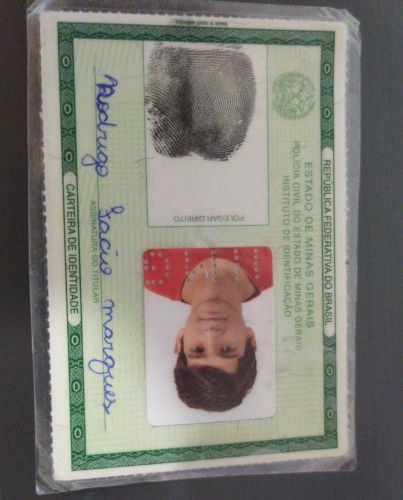 REPÚBLICA FEDERATIVA DO BRASIL
ESTADO DE MINAS GERAIS
POLÍCIA CIVIL DO ESTADO DE MINAS GERAIS
INSTITUTO DE IDENTIFICAÇÃO
POLEGAR DIREITO
Rodrigo Inácio Marques
ASSINATURA DO TITULAR
CARTEIRA DE IDENTIDADE